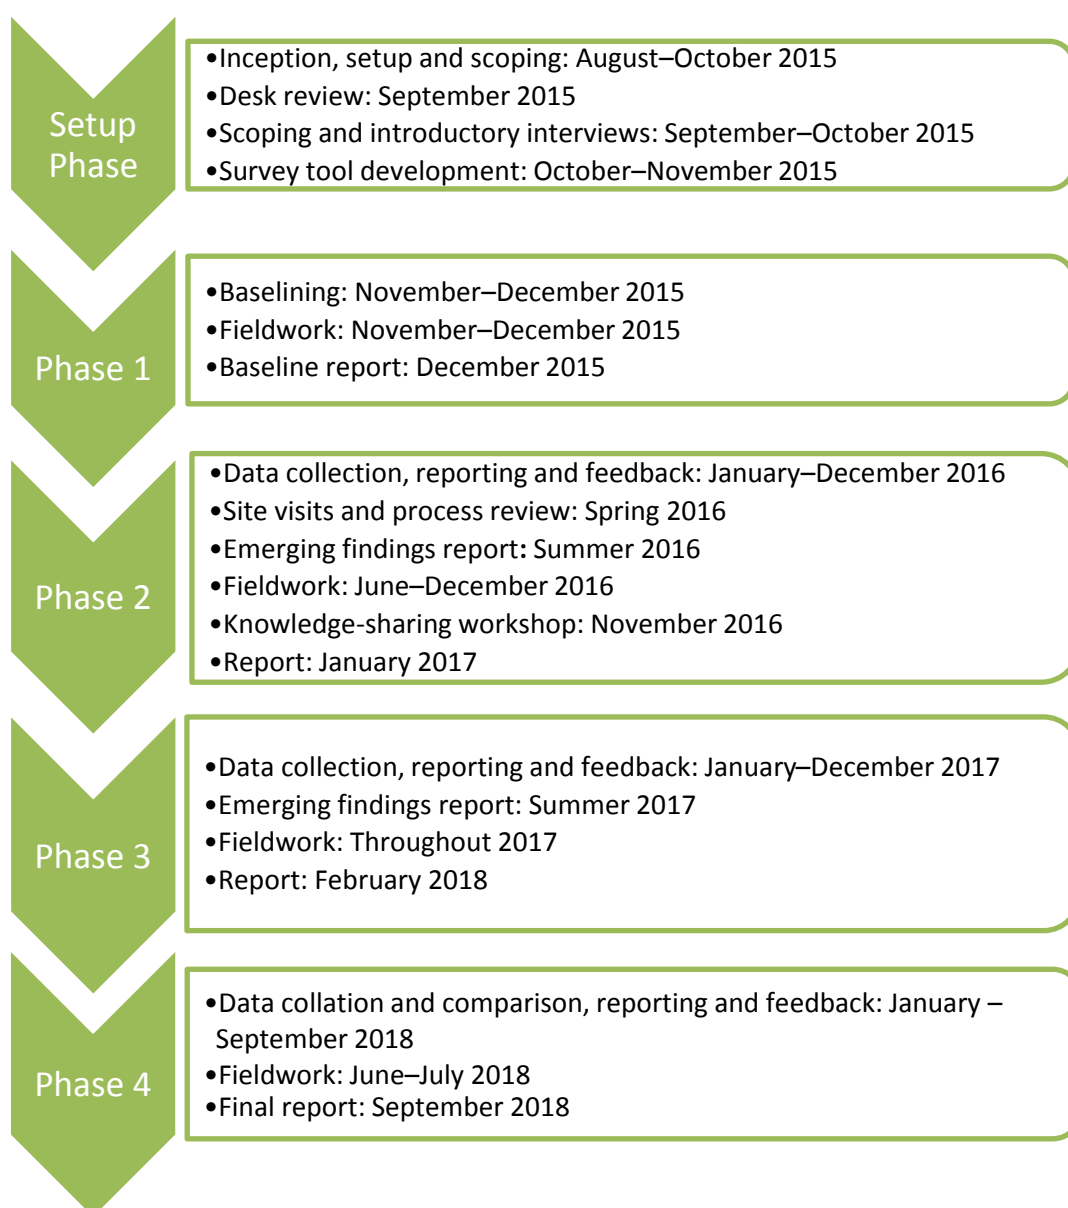 Setup
Phase
•Inception, setup and scoping: August–October 2015
•Desk review: September 2015
•Scoping and introductory interviews: September–October 2015
•Survey tool development: October–November 2015
Phase 1
•Baselining: November–December 2015
•Fieldwork: November–December 2015
•Baseline report: December 2015
Phase 2
•Data collection, reporting and feedback: January–December 2016
•Site visits and process review: Spring 2016
•Emerging findings report: Summer 2016
•Fieldwork: June–December 2016
•Knowledge-sharing workshop: November 2016
•Report: January 2017
Phase 3
•Data collection, reporting and feedback: January–December 2017
•Emerging findings report: Summer 2017
•Fieldwork: Throughout 2017
•Report: February 2018
Phase 4
•Data collation and comparison, reporting and feedback: January –
September 2018
•Fieldwork: June–July 2018
•Final report: September 2018